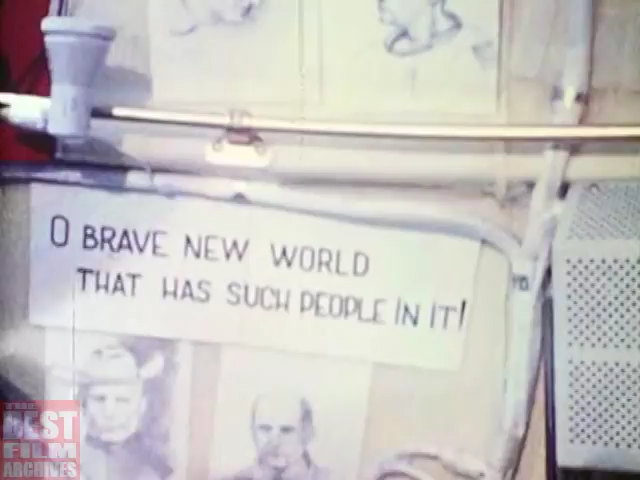 O BRAVE NEW WORLD
THAT HAS SUCH PEOPLE IN IT!
THE
BEST
FILM
ARCHIVES